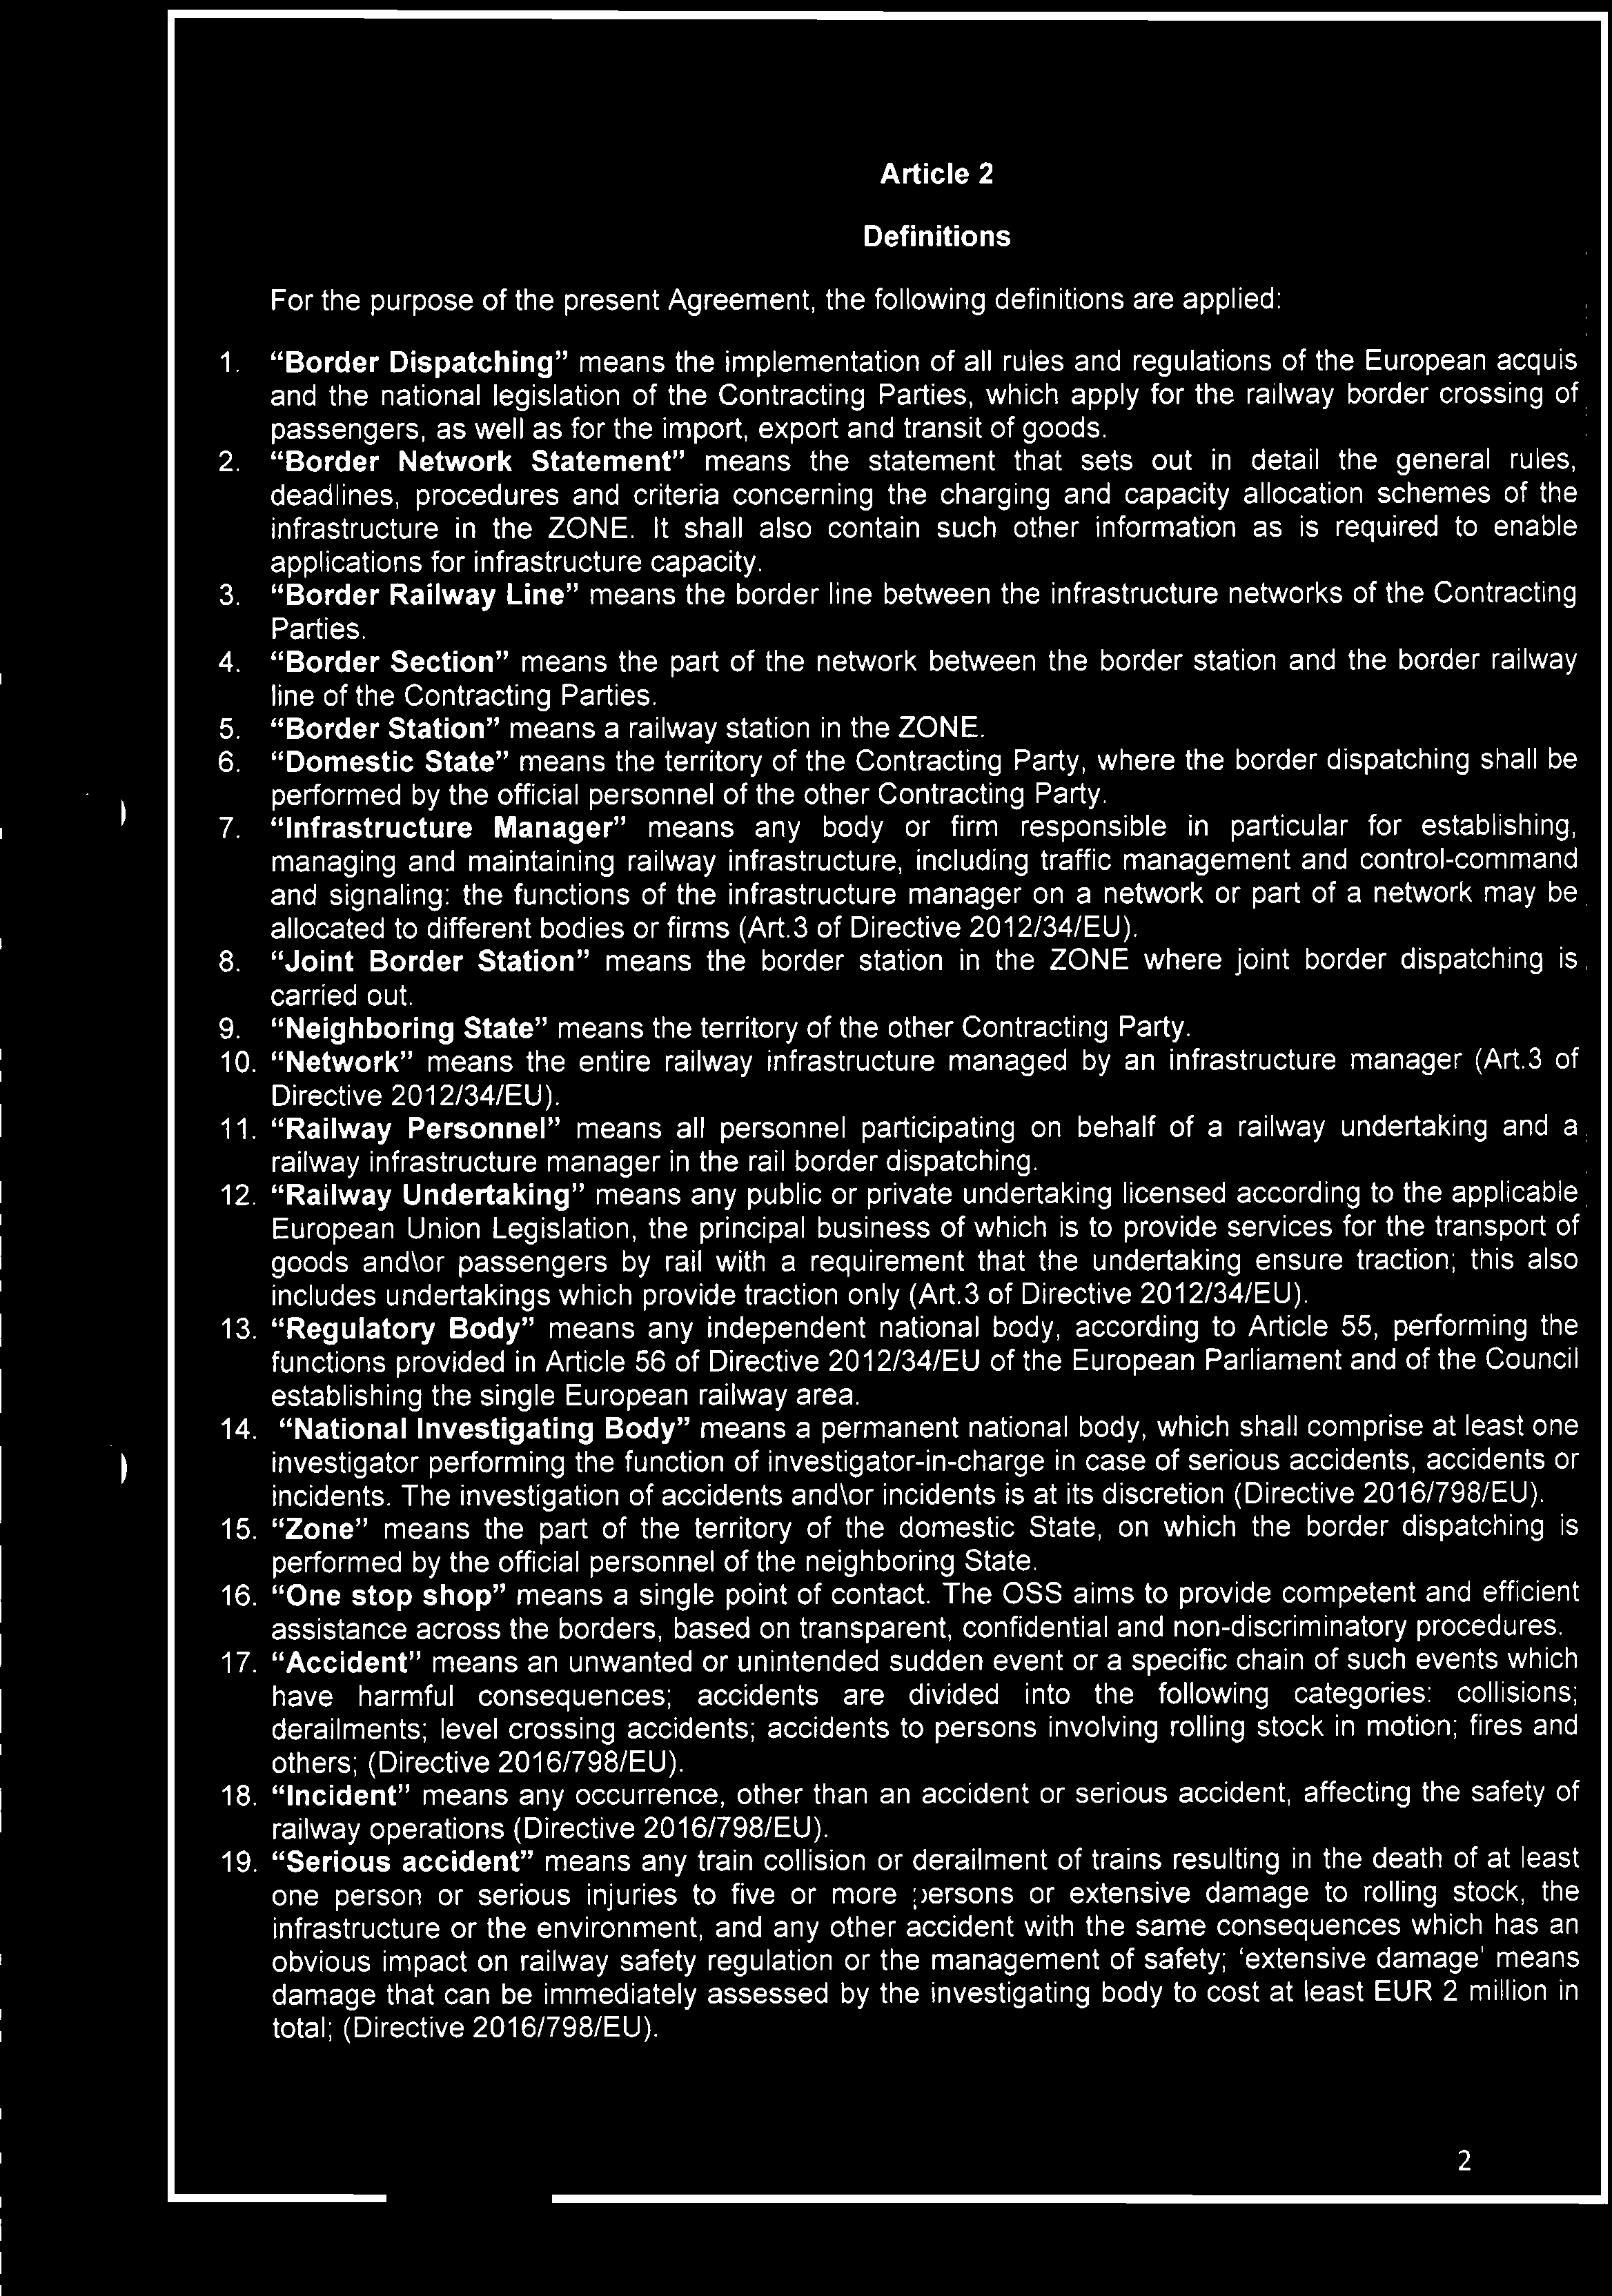 Article 2
Definitions
For the purpose of the present Agreement, the following definitions are applied:
1. “Border Dispatching” means the implementation of all rules and regulations of the European acquis
and the national legislation of the Contracting Parties, which apply for the railway border crossing of
passengers, as well as for the import, export and transit of goods.
2. “Border Network Statement” means the statement that sets out in detail the general rules,
deadlines, procedures and criteria concerning the charging and capacity allocation schemes of the
infrastructure in the ZONE. It shall also contain such other information as is required to enable
applications for infrastructure capacity.
3. “Border Railway Line” means the border line between the infrastructure networks of the Contracting
Parties.
4. “Border Section” means the part of the network between the border station and the border railway
line of the Contracting Parties.
5. “Border Station” means a railway station in the ZONE.
6. “Domestic State” means the territory of the Contracting Party, where the border dispatching shall be
performed by the official personnel of the other Contracting Party.
7. “Infrastructure Manager” means any body or firm responsible in particular for establishing,
managing and maintaining railway infrastructure, including traffic management and control-command
and signaling: the functions of the infrastructure manager on a network or part of a network may be
allocated to different bodies or firms (Art.3 of Directive 2012/34/EU).
8. “Joint Border Station” means the border station in the ZONE where joint border dispatching is
carried out.
9. “Neighboring State” means the territory of the other Contracting Party.
10. “Network” means the entire railway infrastructure managed by an infrastructure manager (Art.3 of
Directive 2012/34/EU).
11. “Railway Personnel” means all personnel participating on behalf of a railway undertaking and a
railway infrastructure manager in the rail border dispatching.
12. “Railway Undertaking” means any public or private undertaking licensed according to the applicable
European Union Legislation, the principal business of which is to provide services for the transport of
goods and\or passengers by rail with a requirement that the undertaking ensure traction; this also
includes undertakings which provide traction only (Art.3 of Directive 2012/34/EU).
13. “Regulatory Body” means any independent national body, according to Article 55, performing the
functions provided in Article 56 of Directive 2012/34/EU of the European Parliament and of the Council
establishing the single European railway area.
14. “National Investigating Body” means a permanent national body, which shall comprise at least one
investigator performing the function of investigator-in-charge in case of serious accidents, accidents or
incidents. The investigation of accidents and\or incidents is at its discretion (Directive 2016/798/EU).
15. “Zone” means the part of the territory of the domestic State, on which the border dispatching is
performed by the official personnel of the neighboring State.
16. “One stop shop” means a single point of contact. The OSS aims to provide competent and efficient
assistance across the borders, based on transparent, confidential and non-discriminatory procedures.
17. “Accident” means an unwanted or unintended sudden event or a specific chain of such events which
have harmful consequences; accidents are divided into the following categories: collisions;
derailments; level crossing accidents; accidents to persons involving rolling stock in motion; fires and
others; (Directive 2016/798/EU).
18. “Incident” means any occurrence, other than an accident or serious accident, affecting the safety of
railway operations (Directive 2016/798/EU).
19. “Serious accident” means any train collision or derailment of trains resulting in the death of at least
one person or serious injuries to five or more persons or extensive damage to rolling stock, the
infrastructure or the environment, and any other accident with the same consequences which has an
obvious impact on railway safety regulation or the management of safety; ‘extensive damage’ means
damage that can be immediately assessed by the investigating body to cost at least EUR 2 million in
total; (Directive 2016/798/EU).
2